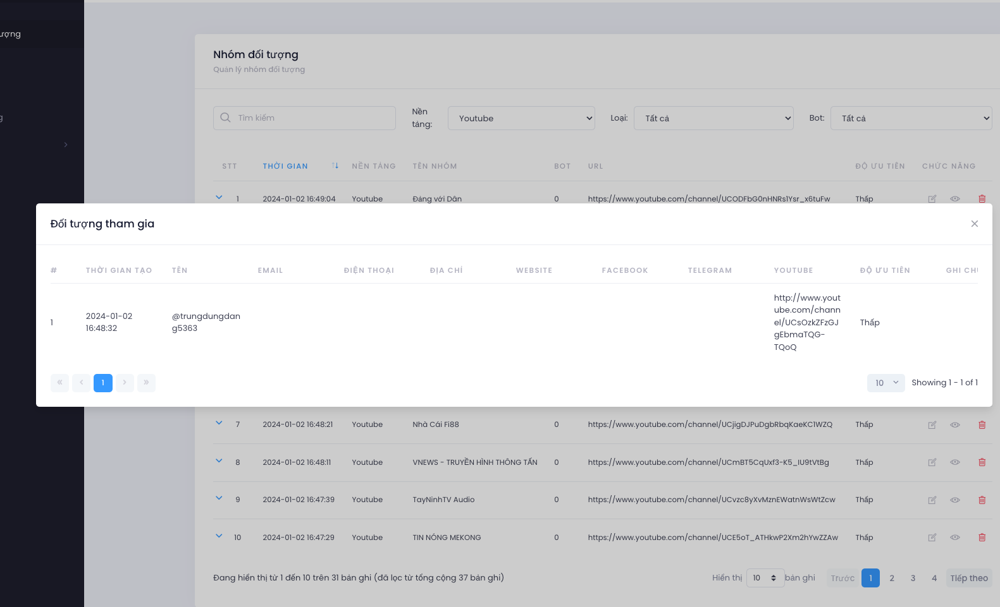 ượng
g
Nhóm đối tượng
Quản lý nhóm đối tượng
Tìm kiếm
Nền tảng:
Youtube
Loại:
Tất cả
Bot:
Tất cả
STT THỜI GIAN NỀN TẢNG TÊN NHÓM BOT URL ĐỘ ƯU TIÊN CHỨC NĂNG
1 2024-01-02 16:49:04 Youtube Đảng với Dân 0 https://www.youtube.com/channel/UCODFbG0nHNRs1Ysr_x6tuFw Thấp
Đối tượng tham gia
# THỜI GIAN TẠO TÊN EMAIL ĐIỆN THOẠI ĐỊA CHỈ WEBSITE FACEBOOK TELEGRAM YOUTUBE ĐỘ ƯU TIÊN GHI CHÚ
1
2024-01-02
16:48:32
@trungdungdan
g5363
http://www.yout
ube.com/chann
el/UCsOzkZFzGJ
gEbmaTQG-
TQoQ
Thấp
« ‹ 1 › »
10 Showing 1 - 1 of 1
7 2024-01-02 16:48:21 Youtube Nhà Cái Fi88 0 https://www.youtube.com/channel/UCjigDJPuDgbRbqKaeKC1WZQ Thấp
8 2024-01-02 16:48:11 Youtube VNEWS - TRUYỀN HÌNH THÔNG TẤN 0 https://www.youtube.com/channel/UCmBT5CqUxf3-K5_IU9tVtBg Thấp
9 2024-01-02 16:47:39 Youtube TayNinhTV Audio 0 https://www.youtube.com/channel/UCvzc8yXvMznEWatnWsWtZcw Thấp
10 2024-01-02 16:47:29 Youtube TIN NÓNG MEKONG 0 https://www.youtube.com/channel/UCE5oT_ATHkwP2Xm2hYwZZAw Thấp
Đang hiển thị từ 1 đến 10 trên 31 bản ghi (đã lọc từ tổng cộng 37 bản ghi)
Hiển thị 10 bản ghi
Trước 1 2 3 4 Tiếp theo